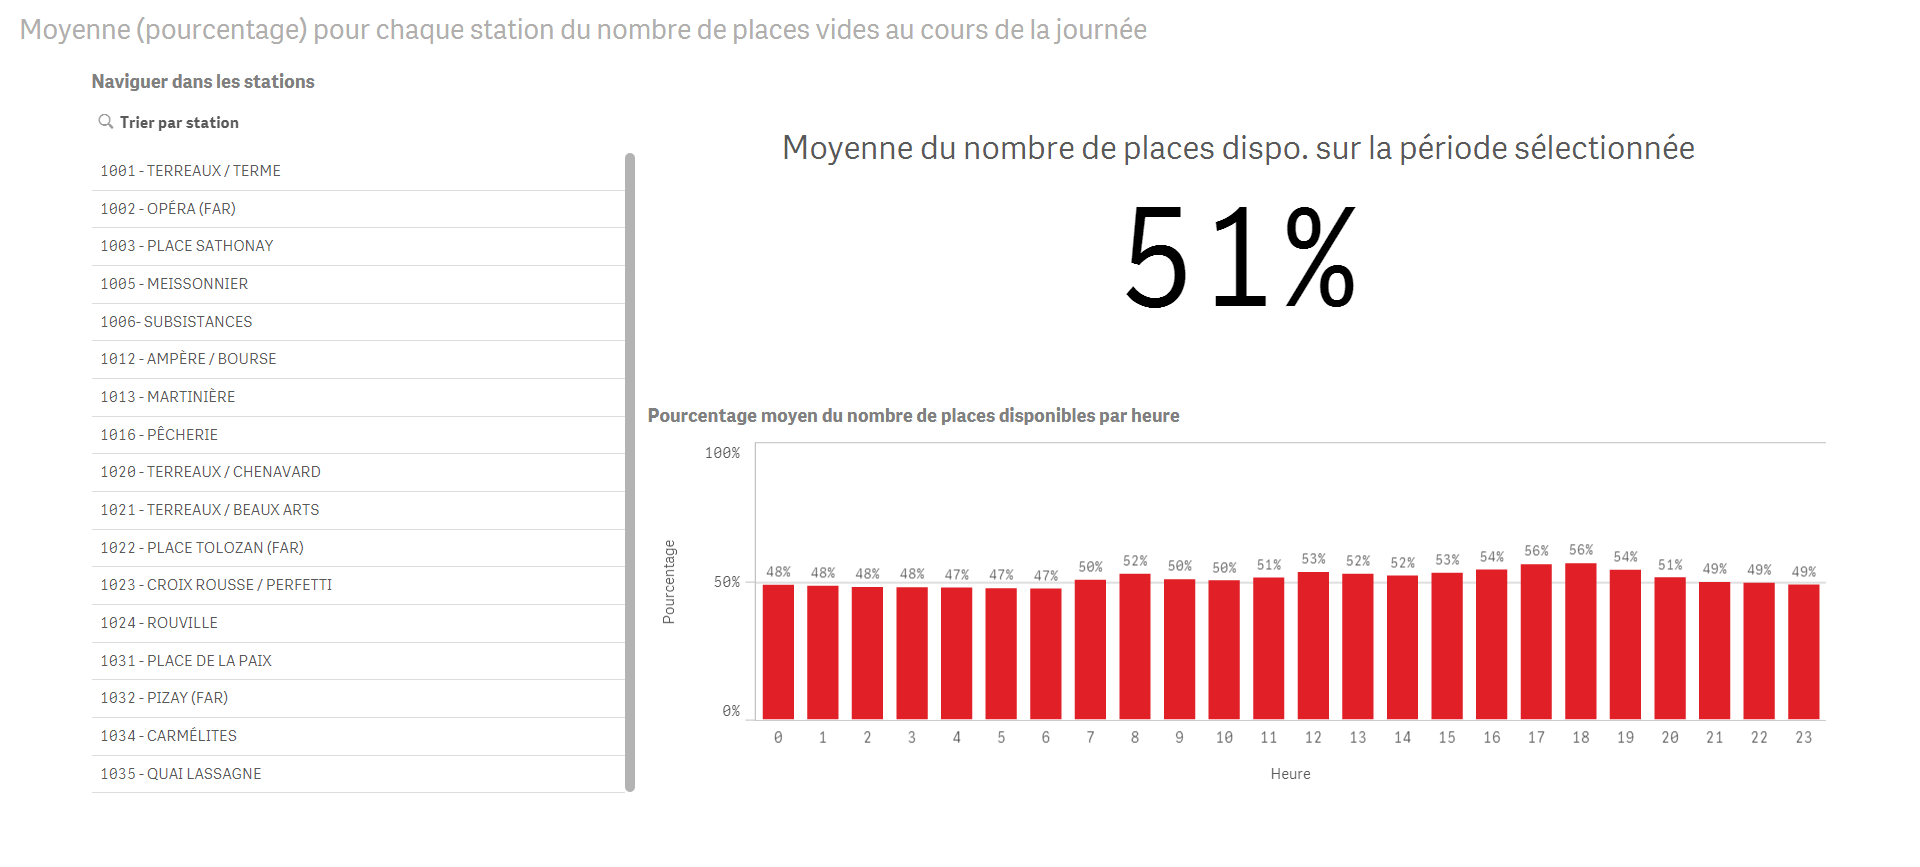 Moyenne (pourcentage) pour chaque station du nombre de places vides au cours de la journée
Naviguer dans les stations
Trier par station
1001 - TERREAUX / TERME
1002 - OPÉRA (FAR)
1003 - PLACE SATHONAY
1005 - MEISSONNIER
1006- SUBSISTANCES
1012 - AMPÈRE / BOURSE
1013 - MARTINIÈRE
1016 - PÊCHERIE
1020 - TERREAUX / CHENAVARD
1021 - TERREAUX / BEAUX ARTS
1022 - PLACE TOLOZAN (FAR)
1023 - CROIX ROUSSE / PERFETTI
1024 - ROUVILLE
1031 - PLACE DE LA PAIX
1032 - PIZAY (FAR)
1034 - CARMÉLITES
1035 - QUAI LASSAGNE
Moyenne du nombre de places dispo. sur la période sélectionnée
51%
Pourcentage moyen du nombre de places disponibles par heure
Pourcentage
100%
50%
0%
48% 48% 48% 48% 47% 47% 47% 50% 52% 50% 50% 51% 53% 52% 52% 53% 54% 56% 56% 54% 51% 49% 49% 49%
0 1 2 3 4 5 6 7 8 9 10 11 12 13 14 15 16 17 18 19 20 21 22 23
Heure